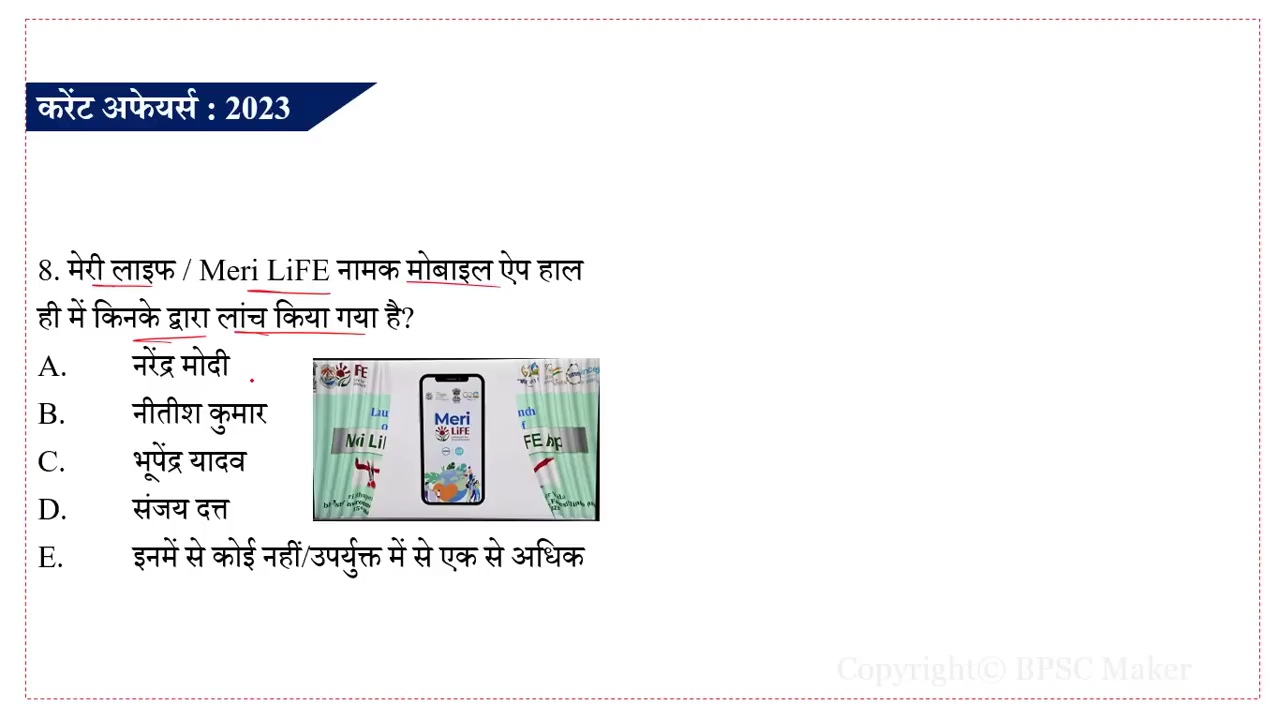 करेंट अफेयर्स : 2023
8. मेरी लाइफ / Meri LiFE नामक मोबाइल ऐप हाल
ही में किनके द्वारा लांच किया गया है?
A. नरेंद्र मोदी
B. नीतीश कुमार
C. भूपेंद्र यादव
D. संजय दत्त
E. इनमें से कोई नहीं/उपर्युक्त में से एक से अधिक
Meri
LiFE
Copyright© BPSC Maker